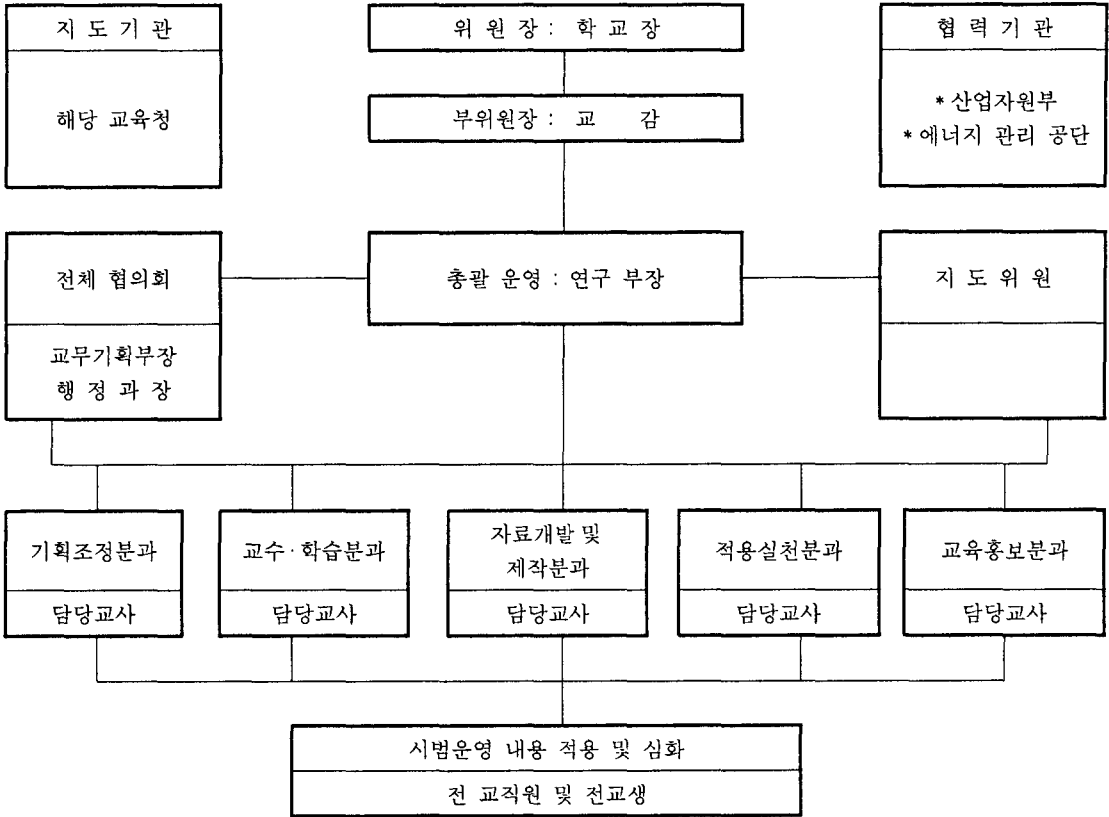 지 도 기 관
위 원 장 : 학 교 장
협 력 기 관
해당 교육청
부위원장 : 교 감
* 산업자원부
* 에너지 관리 공단
전체 협의회
총괄 운영 : 연구 부장
지 도 위 원
교무기획부장
행 정 과 장
기획조정분과
교수·학습분과
자료개발 및
제작분과
적용실천분과
교육홍보분과
담당교사
담당교사
담당교사
담당교사
담당교사
시범운영 내용 적용 및 심화
전 교직원 및 전교생